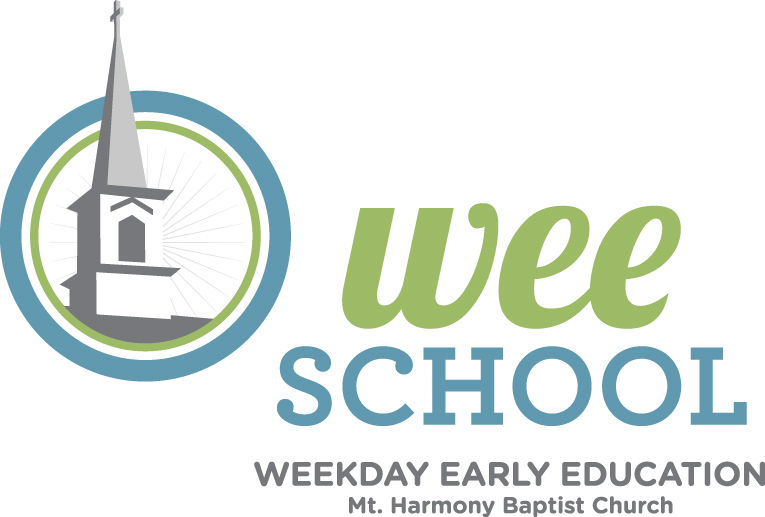 wee
SCHOOL
WEEKDAY EARLY EDUCATION
Mt. Harmony Baptist Church